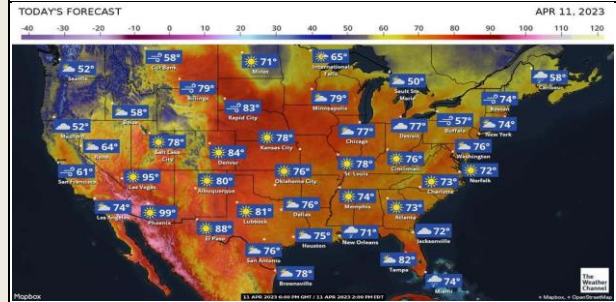 TODAY'S FORECAST
APR 11, 2023
-40 -30 -20 -10 0 10 20 30 40 50 60 70 80 90 100 110 120
52°
Seattle
58°
Cut Bank
71°
Minot
65°
International Falls
50°
Sault Ste Marie
58°
Caribou
79°
Billings
83°
Rapid City
79°
Minneapolis
57°
Buffalo
74°
Boston
58°
Boise
52°
Medford
64°
Reno
78°
Salt Lake City
84°
Denver
78°
Kansas City
77°
Chicago
77°
Detroit
74°
New York
76°
Washington
61°
San Francisco
95°
Las Vegas
80°
Albuquerque
76°
Oklahoma City
78°
St. Louis
76°
Cincinnati
72°
Norfolk
74°
Los Angeles
99°
Phoenix
88°
El Paso
81°
Lubbock
76°
Dallas
74°
Memphis
73°
Atlanta
73°
Charlotte
76°
San Antonio
75°
Houston
71°
New Orleans
72°
Jacksonville
78°
Brownsville
82°
Tampa
74°
Miami
The
Weather
Channel
Mapbox
11 APR 2023 6:00 PM GMT / 11 APR 2023 2:00 PM EDT
© Mapbox, © OpenStreetMap